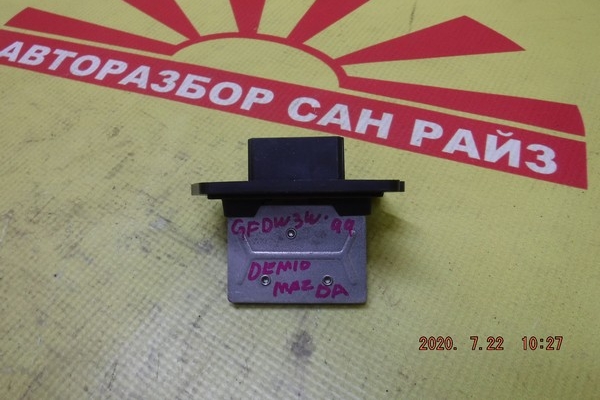 АВТОРАЗБОР САН РАЙЗ
GFDW3W·99
DEMIO
MAZDA
2020. 7.22 10:27